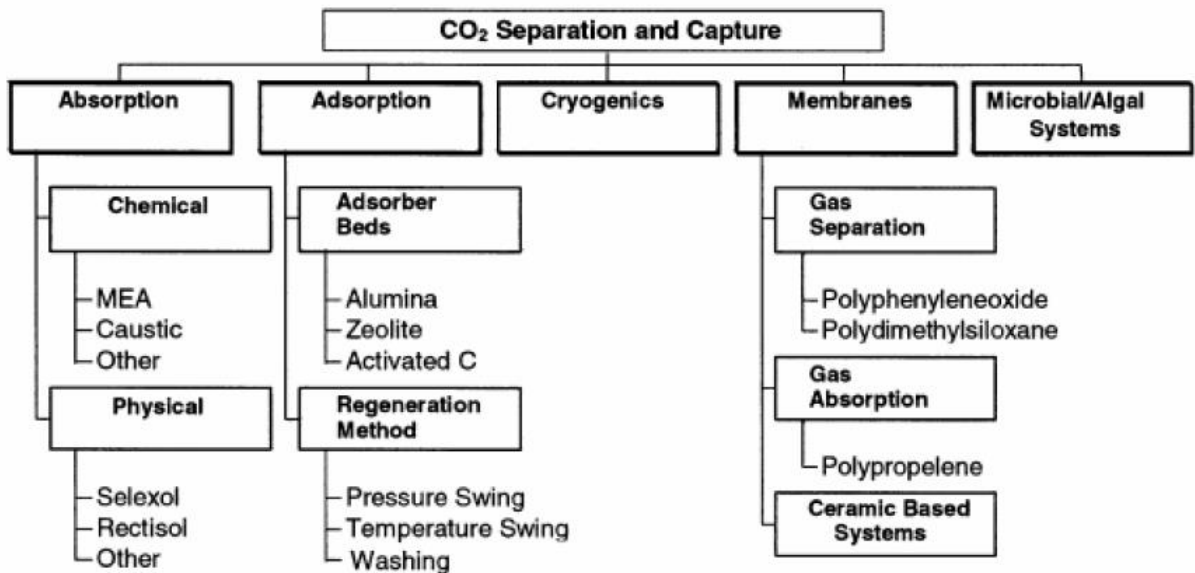 CO₂ Separation and Capture
Absorption
Adsorption
Cryogenics
Membranes
Microbial/Algal
Systems
Chemical
MEA
Caustic
Other
Physical
Selexol
Rectisol
Other
Adsorber
Beds
Alumina
Zeolite
Activated C
Regeneration
Method
Pressure Swing
Temperature Swing
Washing
Gas
Separation
Polyphenyleneoxide
Polydimethylsiloxane
Gas
Absorption
Polypropelene
Ceramic Based
Systems